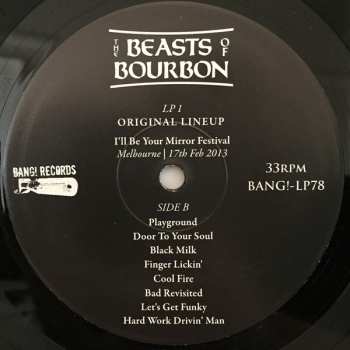 THE BEASTS OF
BOURBON
LP 1
ORIGINAL LINEUP
I'll Be Your Mirror Festival
Melbourne | 17th Feb 2013
BANG! RECORDS
33RPM
BANG!-LP78
SIDE B
Playground
Door To Your Soul
Black Milk
Finger Lickin'
Cool Fire
Bad Revisited
Let's Get Funky
Hard Work Drivin' Man